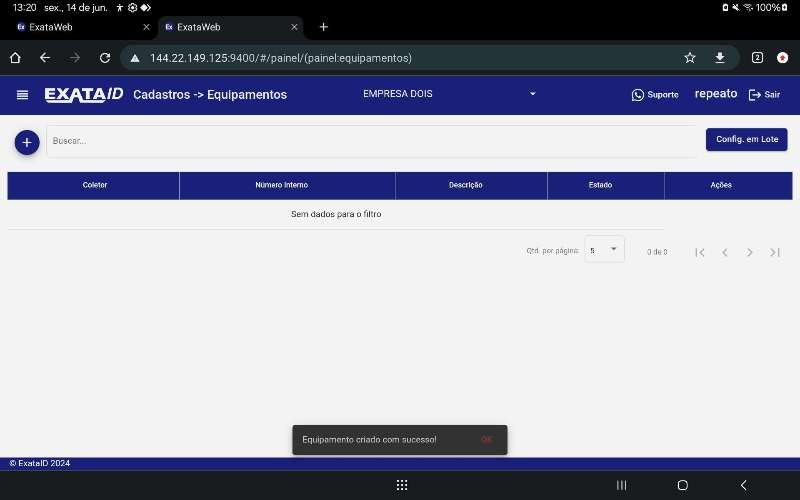 13:20 sex., 14 de jun. 100%
ExataWeb ExataWeb
144.22.149.125:9400/#/painel/(painel:equipamentos) 2
EXATAID Cadastros -> Equipamentos EMPRESA DOIS Suporte repeato Sair
Buscar... Config. em Lote
Coletor Número Interno Descrição Estado Ações
Sem dados para o filtro
Qtd. por página: 5 0 de 0
Equipamento criado com sucesso! OK
© ExataID 2024